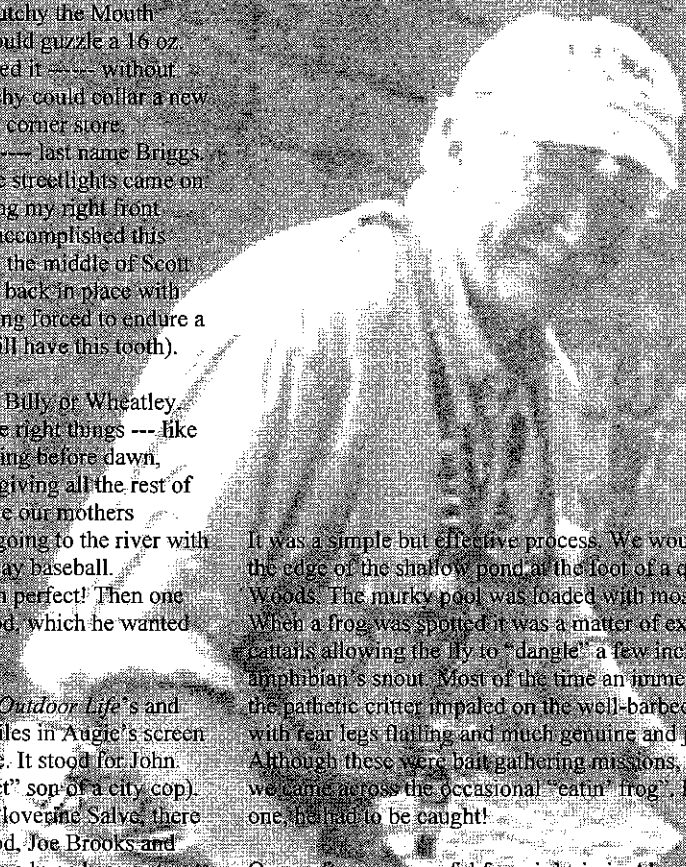 utchy the Mouth
ould guzzle a 16 oz.
ed it ----- without
hy could collar a new
corner store.
---- last name Briggs.
e streetlights came on
ng my right front
accomplished this
the middle of Scott
back in place with
ng forced to endure a
ill have this tooth).
Billy or Wheatley.
e right things --- like
ing before dawn,
giving all the rest of
e our mothers
going to the river with
ay baseball.
n perfect! Then one
od, which he wanted
Outdoor Life's and
iles in Augie's screen
e. It stood for John
ct" son of a city cop).
loverine Salve, there
od, Joe Brooks and
It was a simple but effective process. We wou
the edge of the shallow pond at the foot of a q
Woods. The murky pool was loaded with mos
When a frog was spotted it was a matter of ex
cattails allowing the fly to "dangle" a few inc
amphibian's snout. Most of the time an imme
the pathetic critter impaled on the well-barbed
with rear legs flailing and much genuine and
Although these were bait gathering missions,
we came across the occasional "eatin' frog",
one, he had to be caught!